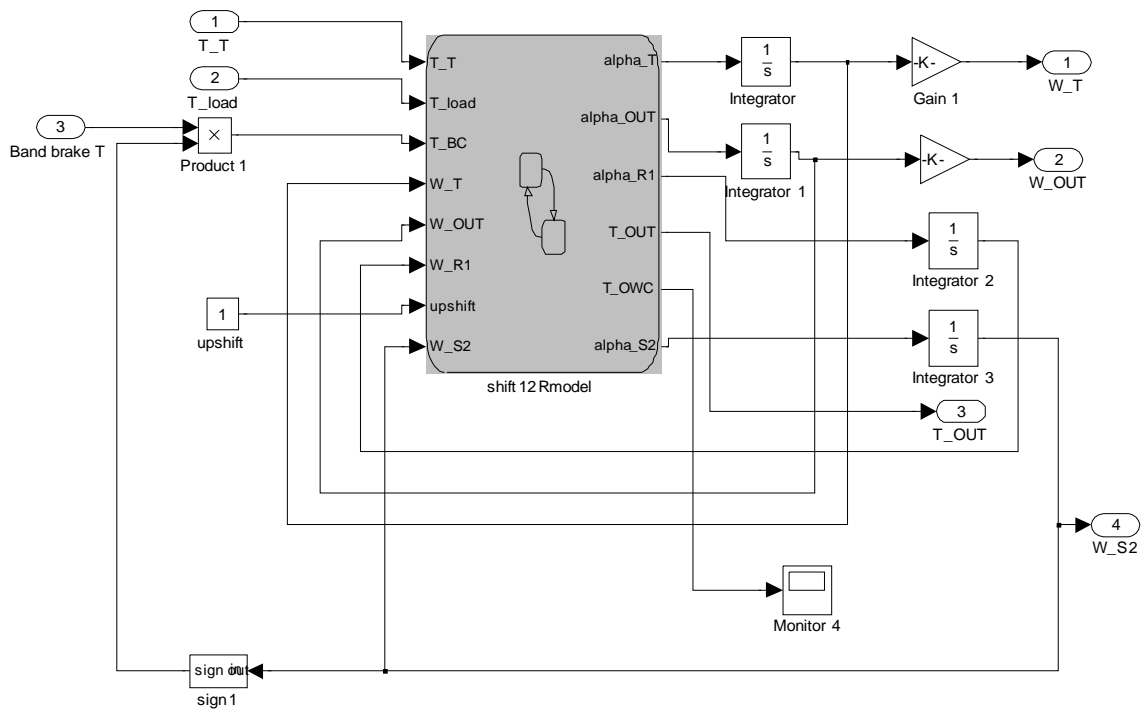 1
T_T
2
T_load
3
Band brake T
×
Product 1
1
upshift
T_T
T_load
T_BC
W_T
W_OUT
W_R1
upshift
W_S2
alpha_T
alpha_OUT
alpha_R1
T_OUT
T_OWC
alpha_S2
shift 12 Rmodel
1
s
Integrator
1
s
Integrator 1
-K-
Gain 1
1
W_T
-K-
2
W_OUT
1
s
Integrator 2
1
s
Integrator 3
3
T_OUT
4
W_S2
Monitor 4
sign out
in
sign1